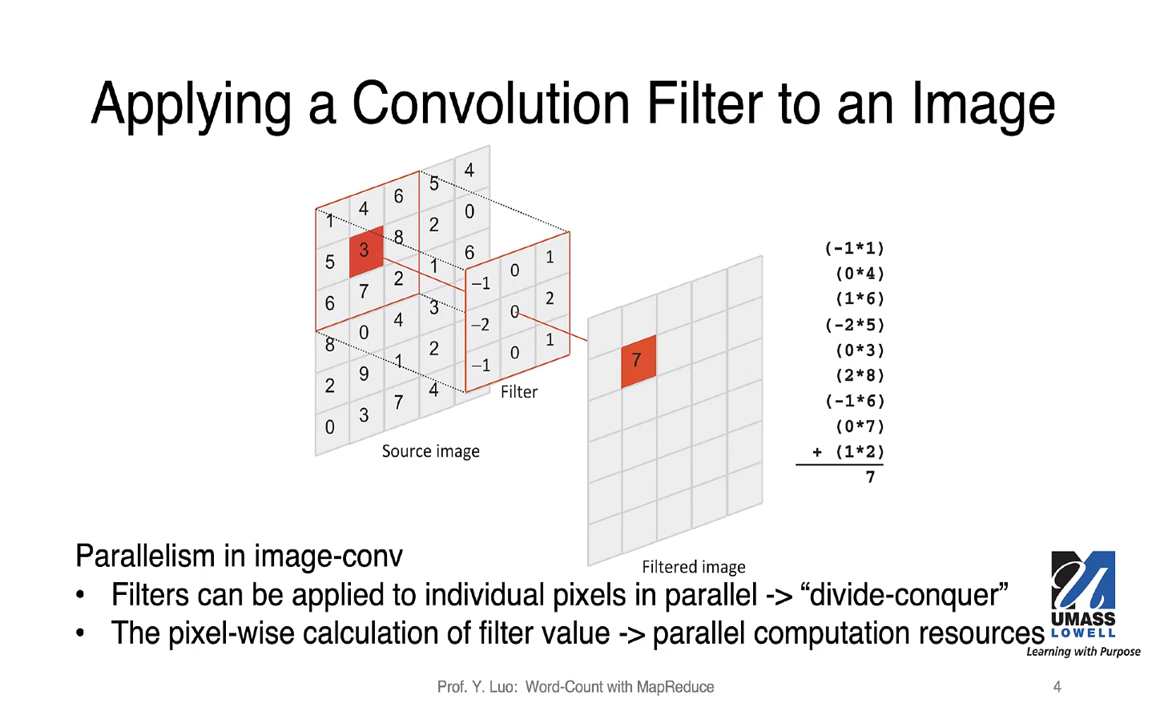 Applying a Convolution Filter to an Image
1 4 6 5 4
5 3 8 2 0
6 7 2 1 6
8 0 4 3
2 9 1 2
0 3 7 4
−1 0 1
−2 0 2
−1 0 1
Filter
Source image
7
Filtered image
(-1*1)
(0*4)
(1*6)
(-2*5)
(0*3)
(2*8)
(-1*6)
(0*7)
+ (1*2)
7
Parallelism in image-conv
• Filters can be applied to individual pixels in parallel -> “divide-conquer”
• The pixel-wise calculation of filter value -> parallel computation resources
UMASS
LOWELL
Learning with Purpose
Prof. Y. Luo: Word-Count with MapReduce
4